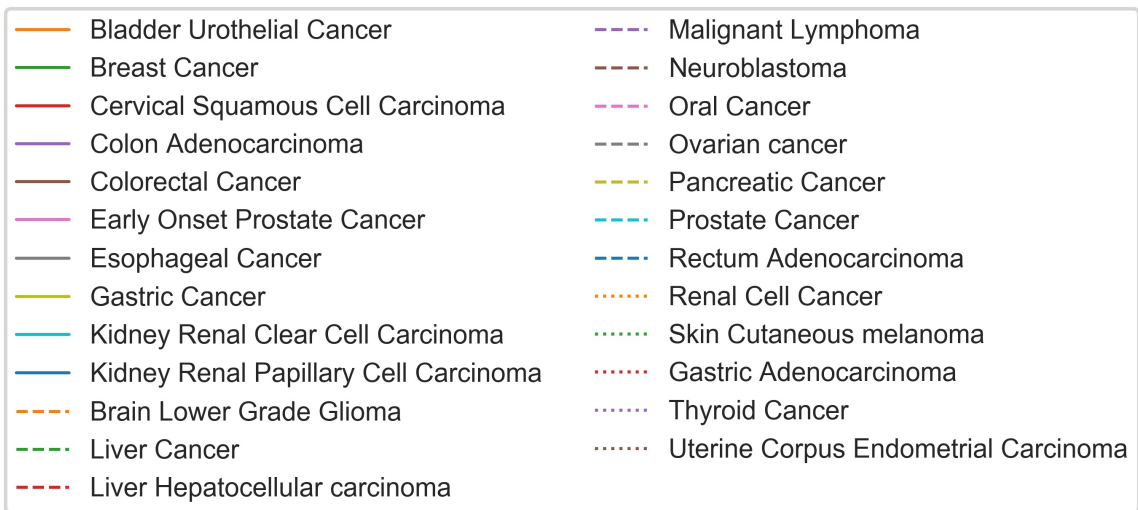 Bladder Urothelial Cancer
Breast Cancer
Cervical Squamous Cell Carcinoma
Colon Adenocarcinoma
Colorectal Cancer
Early Onset Prostate Cancer
Esophageal Cancer
Gastric Cancer
Kidney Renal Clear Cell Carcinoma
Kidney Renal Papillary Cell Carcinoma
Brain Lower Grade Glioma
Liver Cancer
Liver Hepatocellular carcinoma
Malignant Lymphoma
Neuroblastoma
Oral Cancer
Ovarian cancer
Pancreatic Cancer
Prostate Cancer
Rectum Adenocarcinoma
Renal Cell Cancer
Skin Cutaneous melanoma
Gastric Adenocarcinoma
Thyroid Cancer
Uterine Corpus Endometrial Carcinoma